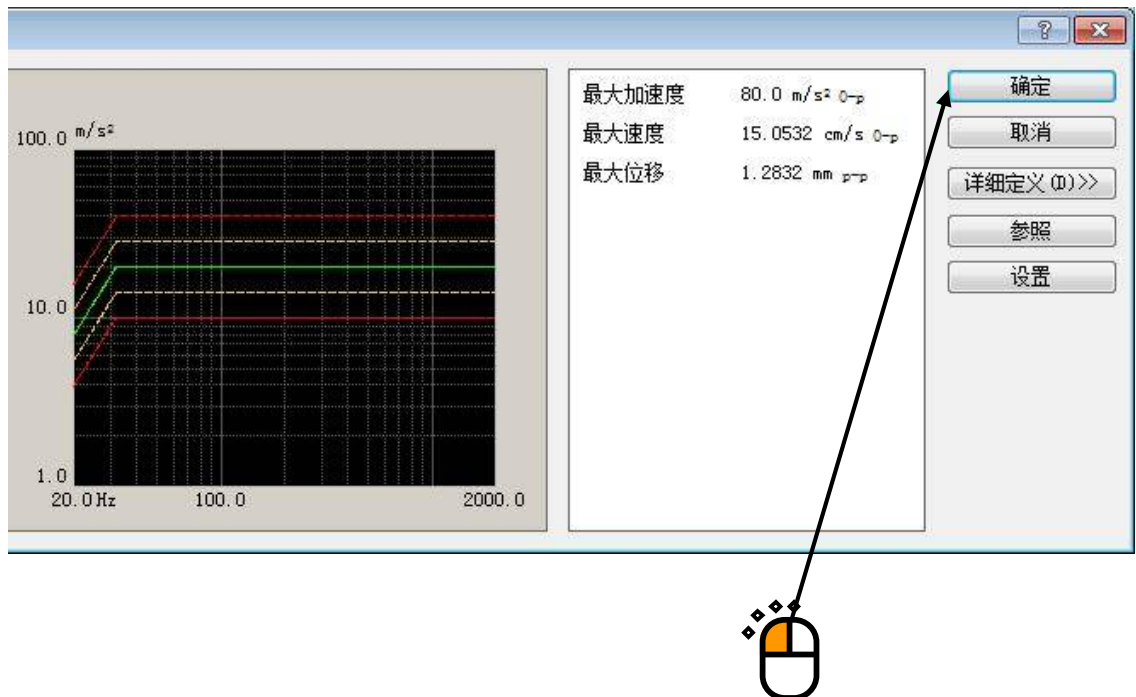 ?
最大加速度 80.0 m/s² 0-p
最大速度 15.0532 cm/s 0-p
最大位移 1.2832 mm p-p
确定
取消
详细定义(D)>>
参照
设置
100.0 m/s²
10.0
1.0
20.0Hz 100.0 2000.0